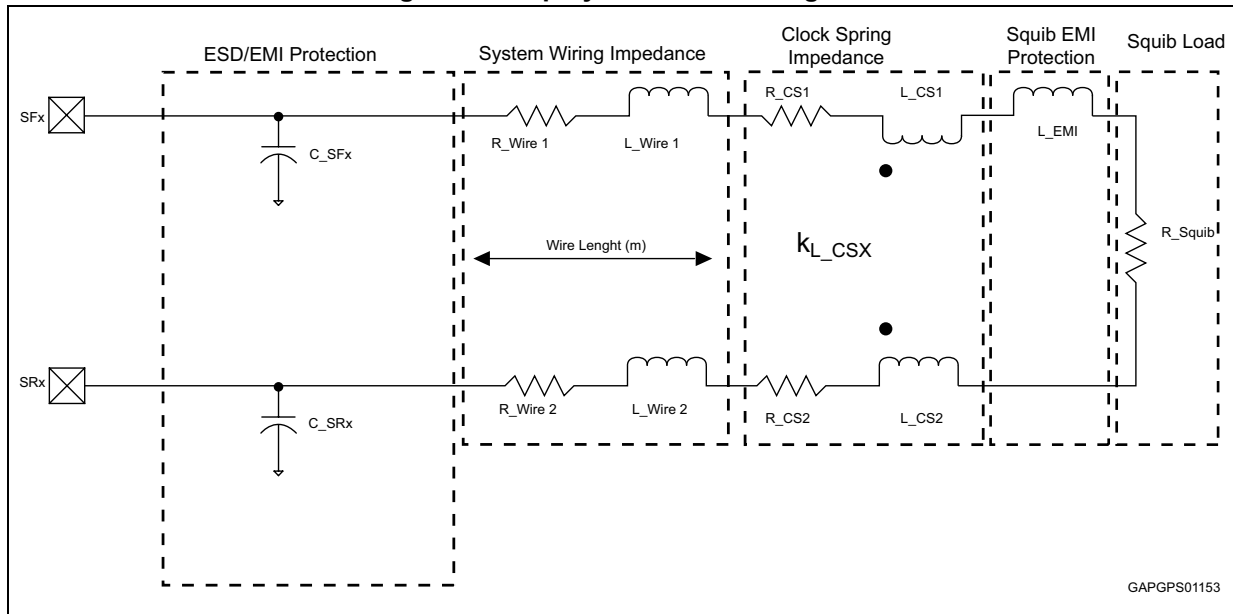 ESD/EMI Protection
System Wiring Impedance
Clock Spring
Impedance
Squib EMI
Protection
Squib Load
SFx
C_SFx
R_Wire 1
L_Wire 1
R_CS1
L_CS1
L_EMI
R_Squib
Wire Lenght (m)
kL_CSX
SRx
C_SRx
R_Wire 2
L_Wire 2
R_CS2
L_CS2
GAPGPS01153